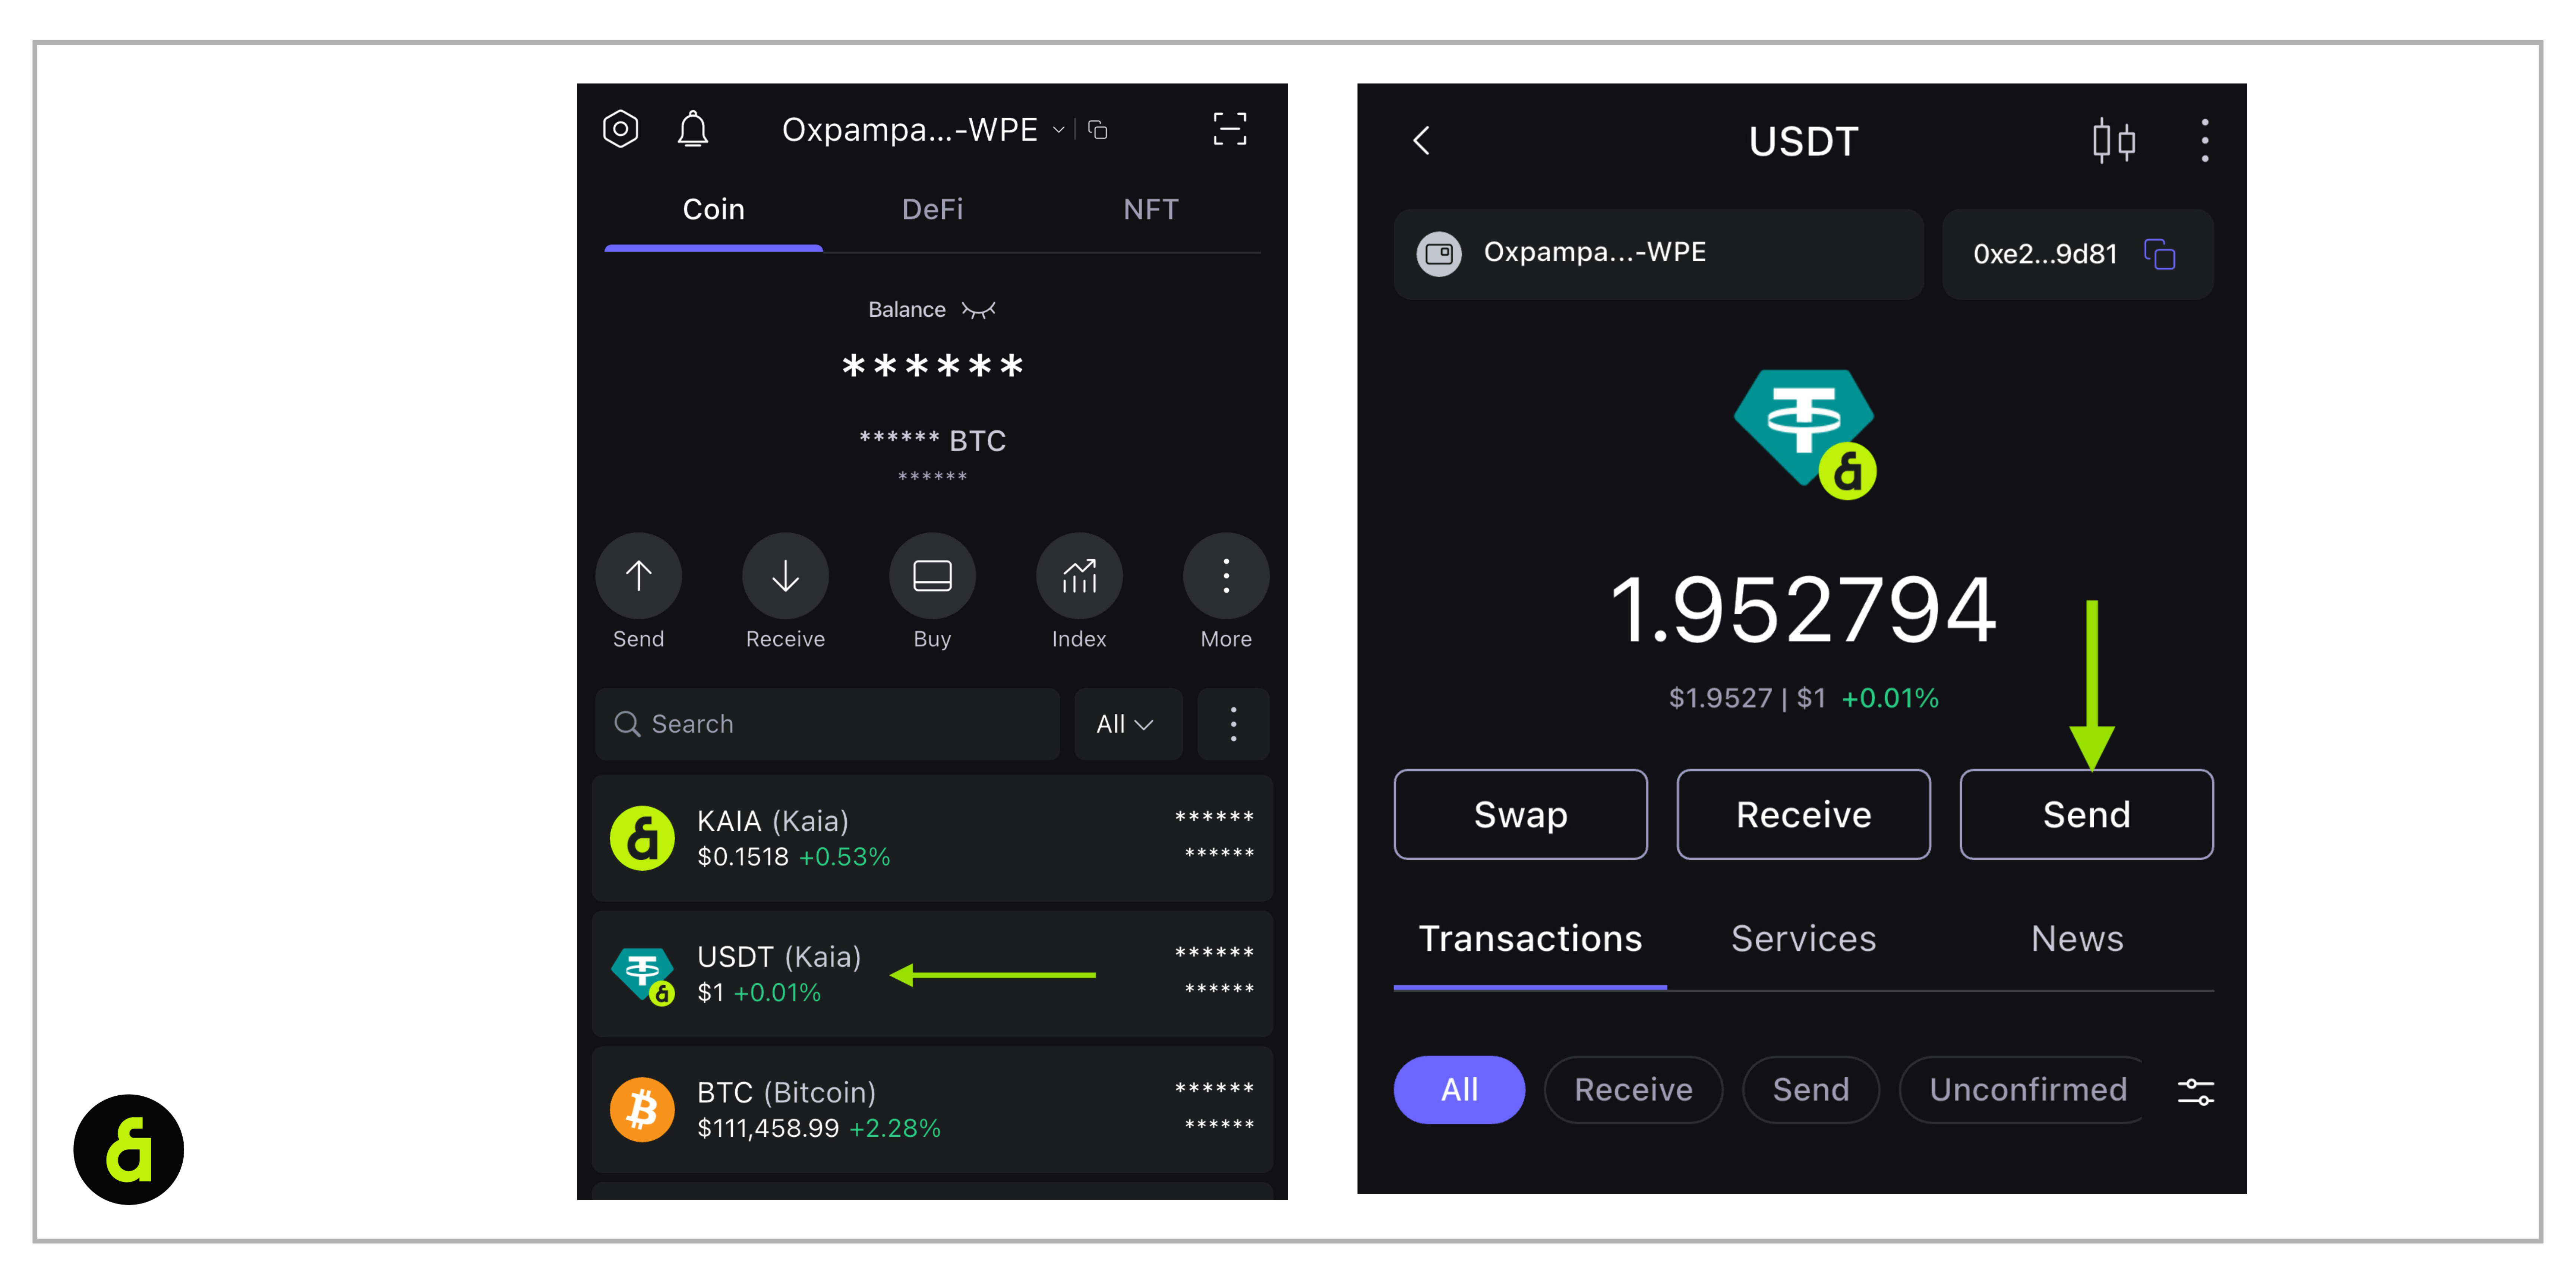 Oxpampa...-WPE
Coin DeFi NFT
Balance
******
****** BTC
******
Send Receive Buy Index More
Search All
KAIA (Kaia) ******
$0.1518 +0.53% ******
USDT (Kaia) ******
$1 +0.01% ******
BTC (Bitcoin) ******
$111,458.99 +2.28% ******
USDT
Oxpampa...-WPE 0xe2...9d81
1.952794
$1.9527 | $1 +0.01%
Swap Receive Send
Transactions Services News
All Receive Send Unconfirmed